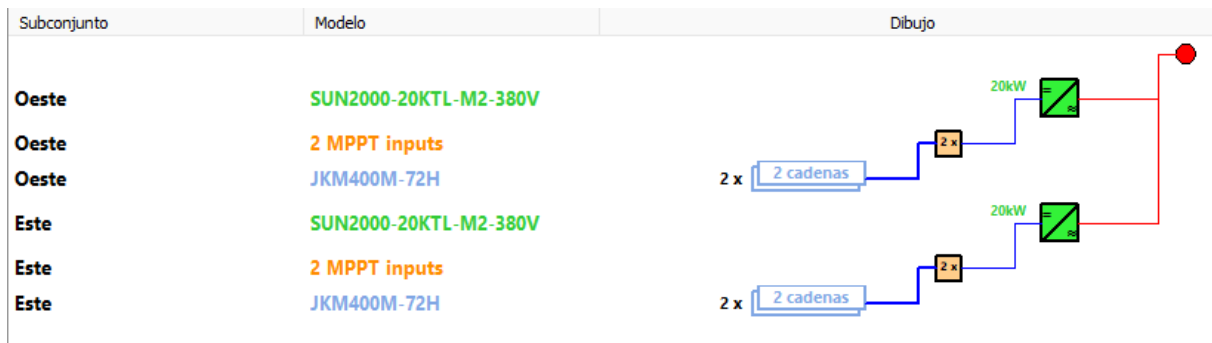 Subconjunto Modelo Dibujo
20kW
Oeste SUN2000-20KTL-M2-380V
Oeste 2 MPPT inputs 2 x
Oeste JKM400M-72H 2 x 2 cadenas
20kW
Este SUN2000-20KTL-M2-380V
Este 2 MPPT inputs 2 x
Este JKM400M-72H 2 x 2 cadenas